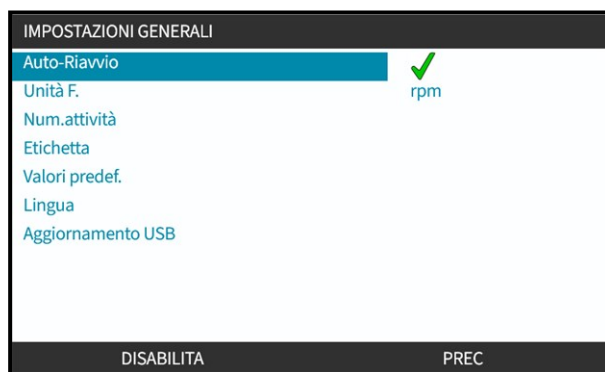 IMPOSTAZIONI GENERALI
Auto-Riavvio
Unità F. rpm
Num.attività
Etichetta
Valori predef.
Lingua
Aggiornamento USB
DISABILITA PREC